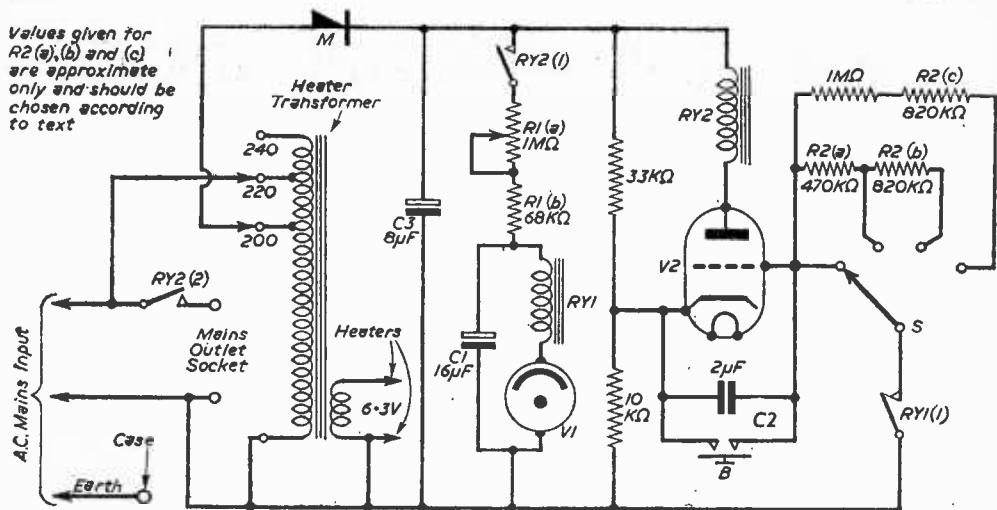 Values given for
R2(a),(b) and (c)
are approximate
only and should be
chosen according
to text
M
Heater
Transformer
240
220
200
RY2(2)
Mains
Outlet
Socket
A.C. Mains Input
Case
Earth
Heaters
6·3V
C3
8µF
RY2(1)
R1(a)
1MΩ
R1(b)
68KΩ
C1
16µF
RY1
V1
33KΩ
10
KΩ
RY2
V2
2µF
C2
B
1MΩ
R2(c)
820KΩ
R2(a)
470KΩ
R2(b)
820KΩ
S
RY1(1)